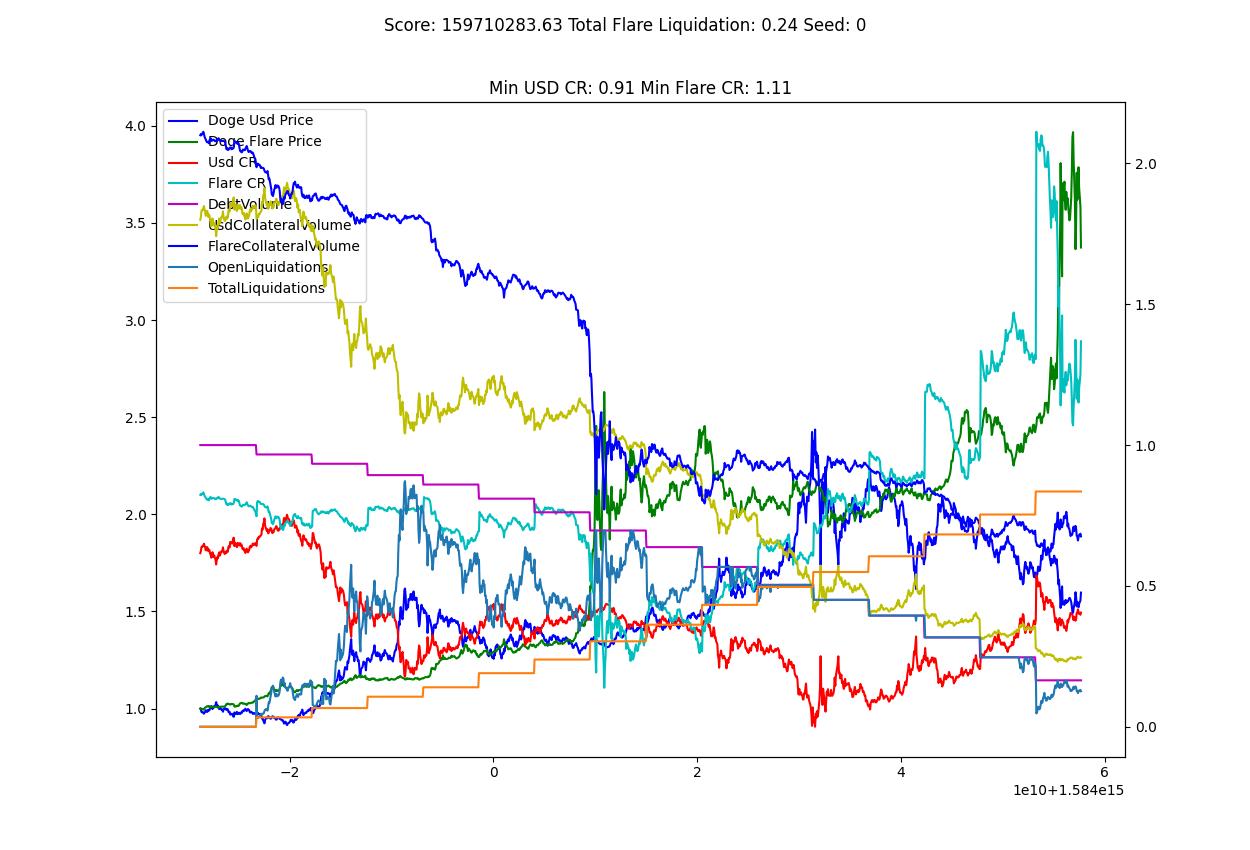 Score: 159710283.63 Total Flare Liquidation: 0.24 Seed: 0
Min USD CR: 0.91 Min Flare CR: 1.11
Doge Usd Price
Doge Flare Price
Usd CR
Flare CR
DebtVolume
UsdCollateralVolume
FlareCollateralVolume
OpenLiquidations
TotalLiquidations
4.0
3.5
3.0
2.5
2.0
1.5
1.0
2.0
1.5
1.0
0.5
0.0
−2
0
2
4
6
1e10+1.584e15